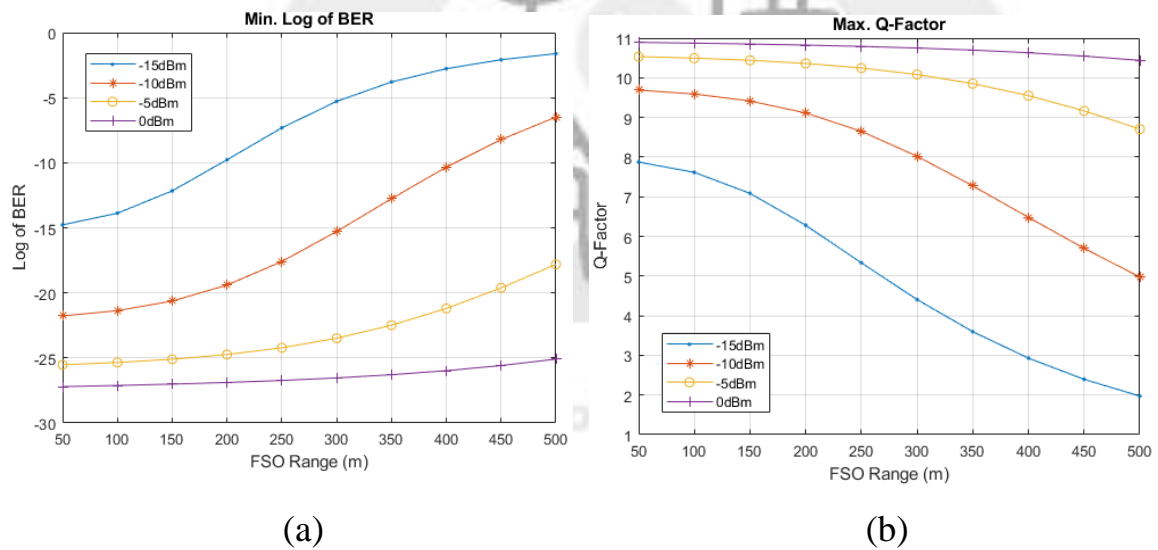 Min. Log of BER
0
-5
-10
-15
-20
-25
-30
Log of BER
-15dBm
-10dBm
-5dBm
0dBm
50 100 150 200 250 300 350 400 450 500
FSO Range (m)
(a)
Max. Q-Factor
11
10
9
8
7
6
5
4
3
2
1
Q-Factor
-15dBm
-10dBm
-5dBm
0dBm
50 100 150 200 250 300 350 400 450 500
FSO Range (m)
(b)